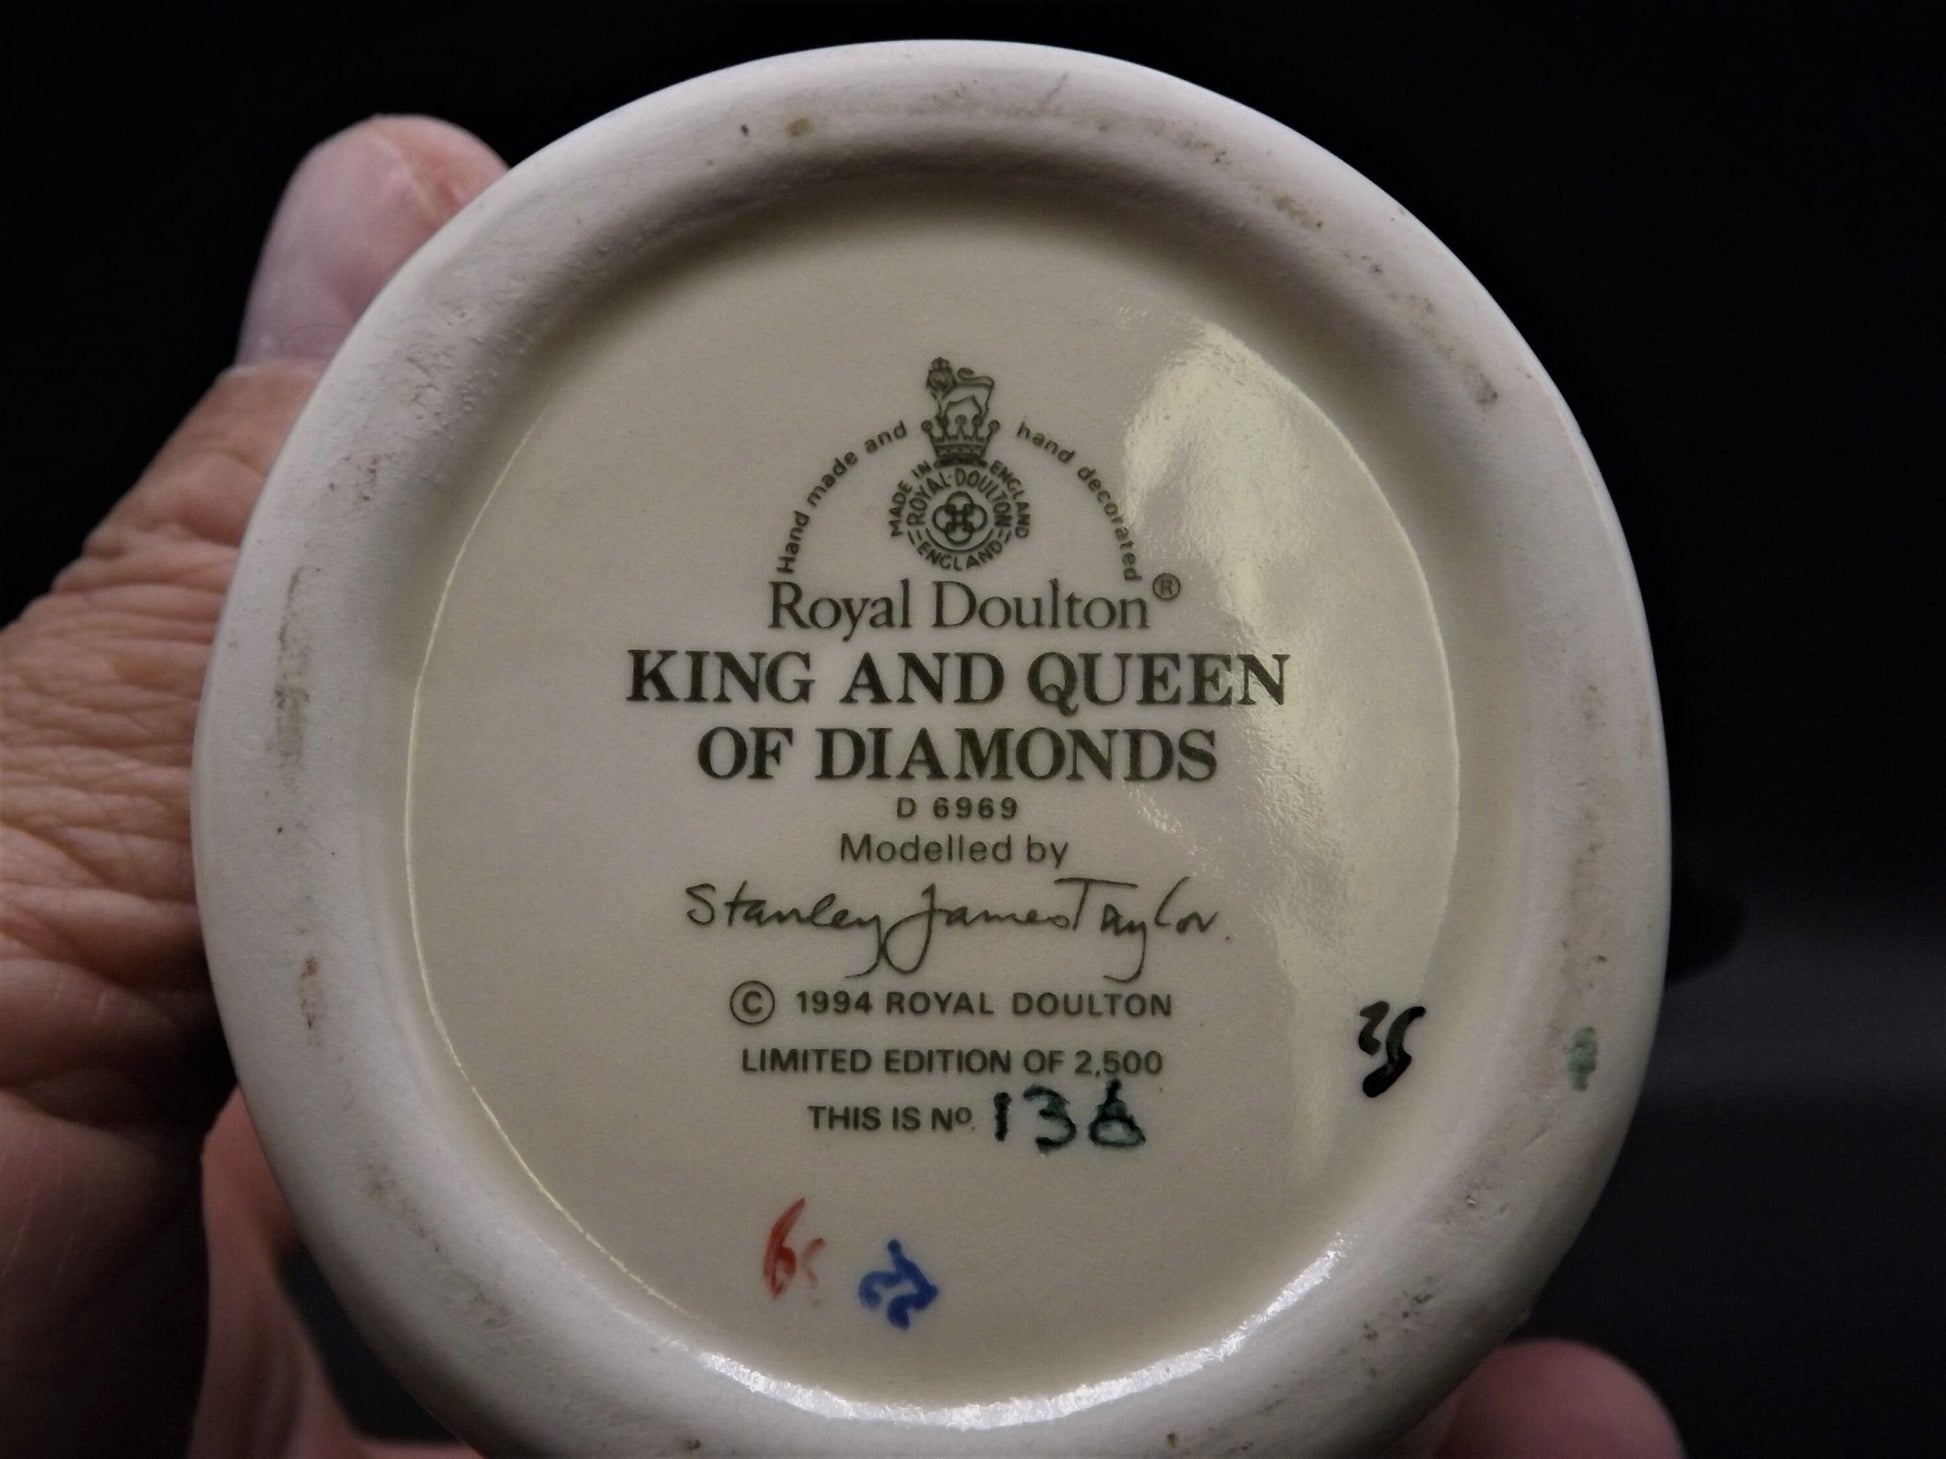 Hand made and hand decorated
MADE IN ENGLAND
ROYAL·DOULTON
ENGLAND
Royal Doulton®
KING AND QUEEN
OF DIAMONDS
D 6969
Modelled by
Stanley James Taylor.
© 1994 ROYAL DOULTON
LIMITED EDITION OF 2,500
THIS IS Nº. 138